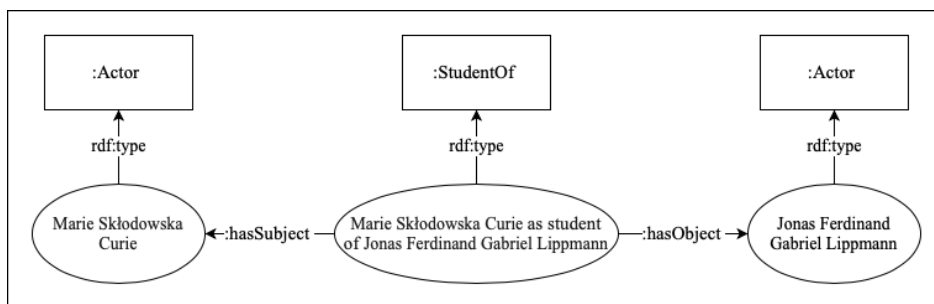 :Actor
:StudentOf
:Actor
rdf:type
rdf:type
rdf:type
Marie Skłodowska
Curie
:hasSubject
Marie Skłodowska Curie as student
of Jonas Ferdinand Gabriel Lippmann
:hasObject
Jonas Ferdinand
Gabriel Lippmann